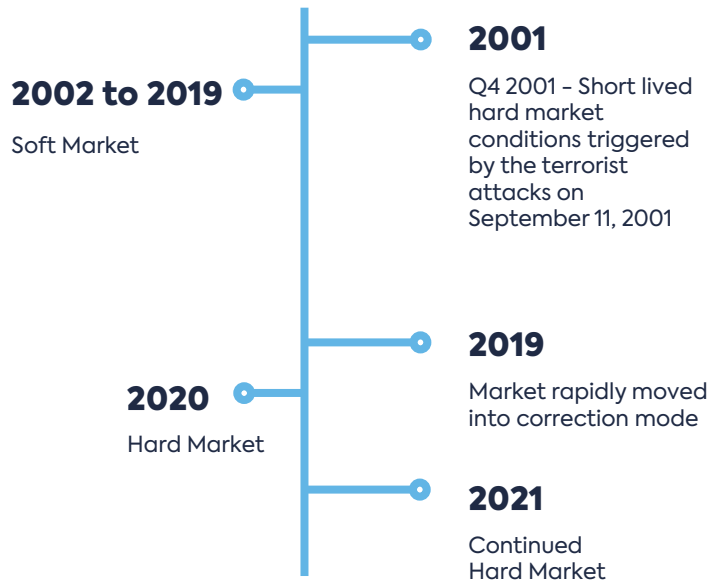 2001
Q4 2001 - Short lived
hard market
conditions triggered
by the terrorist
attacks on
September 11, 2001
2002 to 2019
Soft Market
2019
Market rapidly moved
into correction mode
2020
Hard Market
2021
Continued
Hard Market